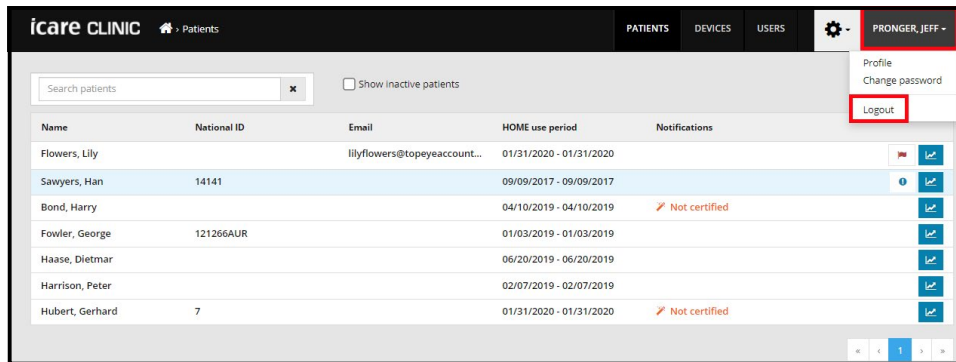 icare CLINIC > Patients PATIENTS DEVICES USERS PRONGER, JEFF
Profile
Change password
Logout
Search patients Show inactive patients
Name National ID Email HOME use period Notifications
Flowers, Lily lilyflowers@topeyeaccount... 01/31/2020 - 01/31/2020
Sawyers, Han 14141 09/09/2017 - 09/09/2017
Bond, Harry 04/10/2019 - 04/10/2019 Not certified
Fowler, George 121266AUR 01/03/2019 - 01/03/2019
Haase, Dietmar 06/20/2019 - 06/20/2019
Harrison, Peter 02/07/2019 - 02/07/2019
Hubert, Gerhard 7 01/31/2020 - 01/31/2020 Not certified
« ‹ 1 › »